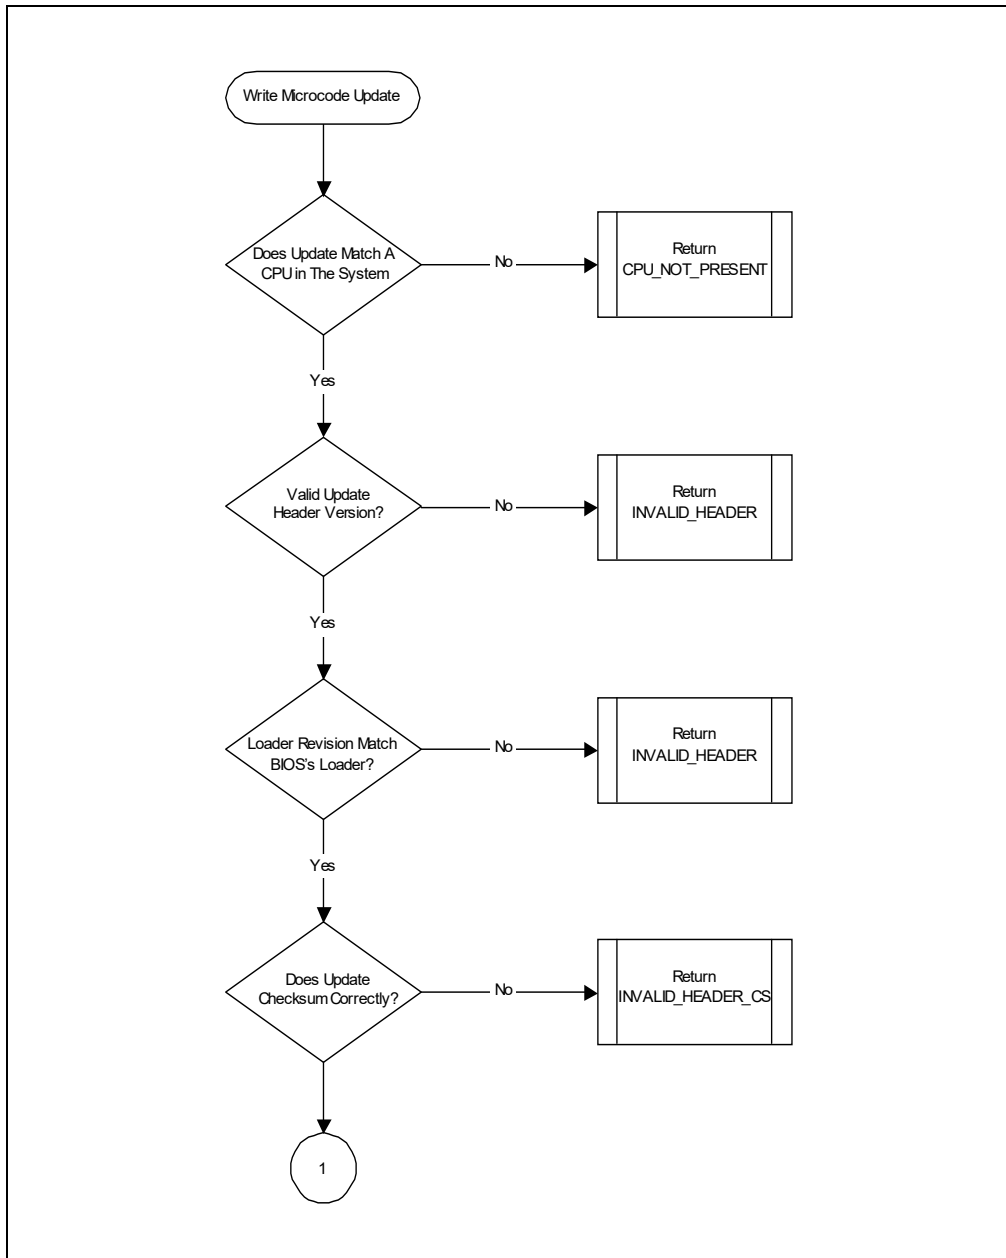 Write Microcode Update
Does Update Match A
CPU in The System
No
Return
CPU_NOT_PRESENT
Yes
Valid Update
Header Version?
No
Return
INVALID_HEADER
Yes
Loader Revision Match
BIOS's Loader?
No
Return
INVALID_HEADER
Yes
Does Update
Checksum Correctly?
No
Return
INVALID_HEADER_CS
1